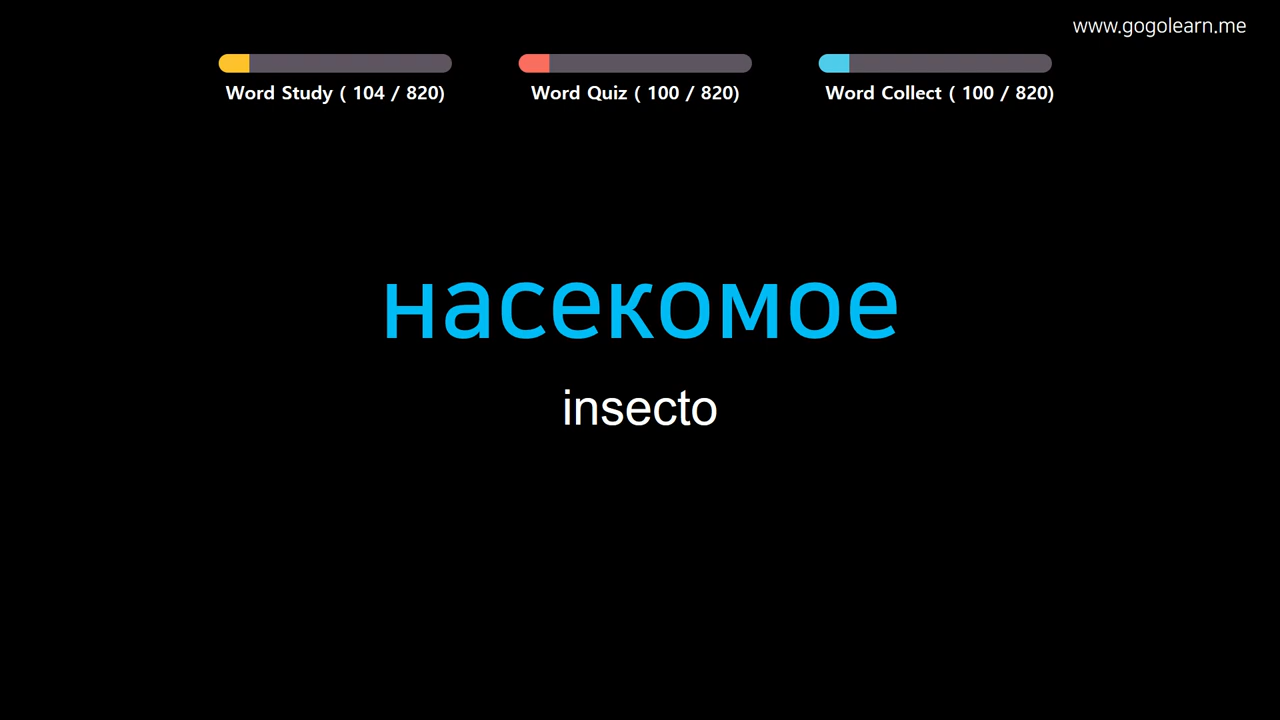 www.gogolearn.me
Word Study ( 104 / 820)
Word Quiz ( 100 / 820)
Word Collect ( 100 / 820)
насекомое
insecto